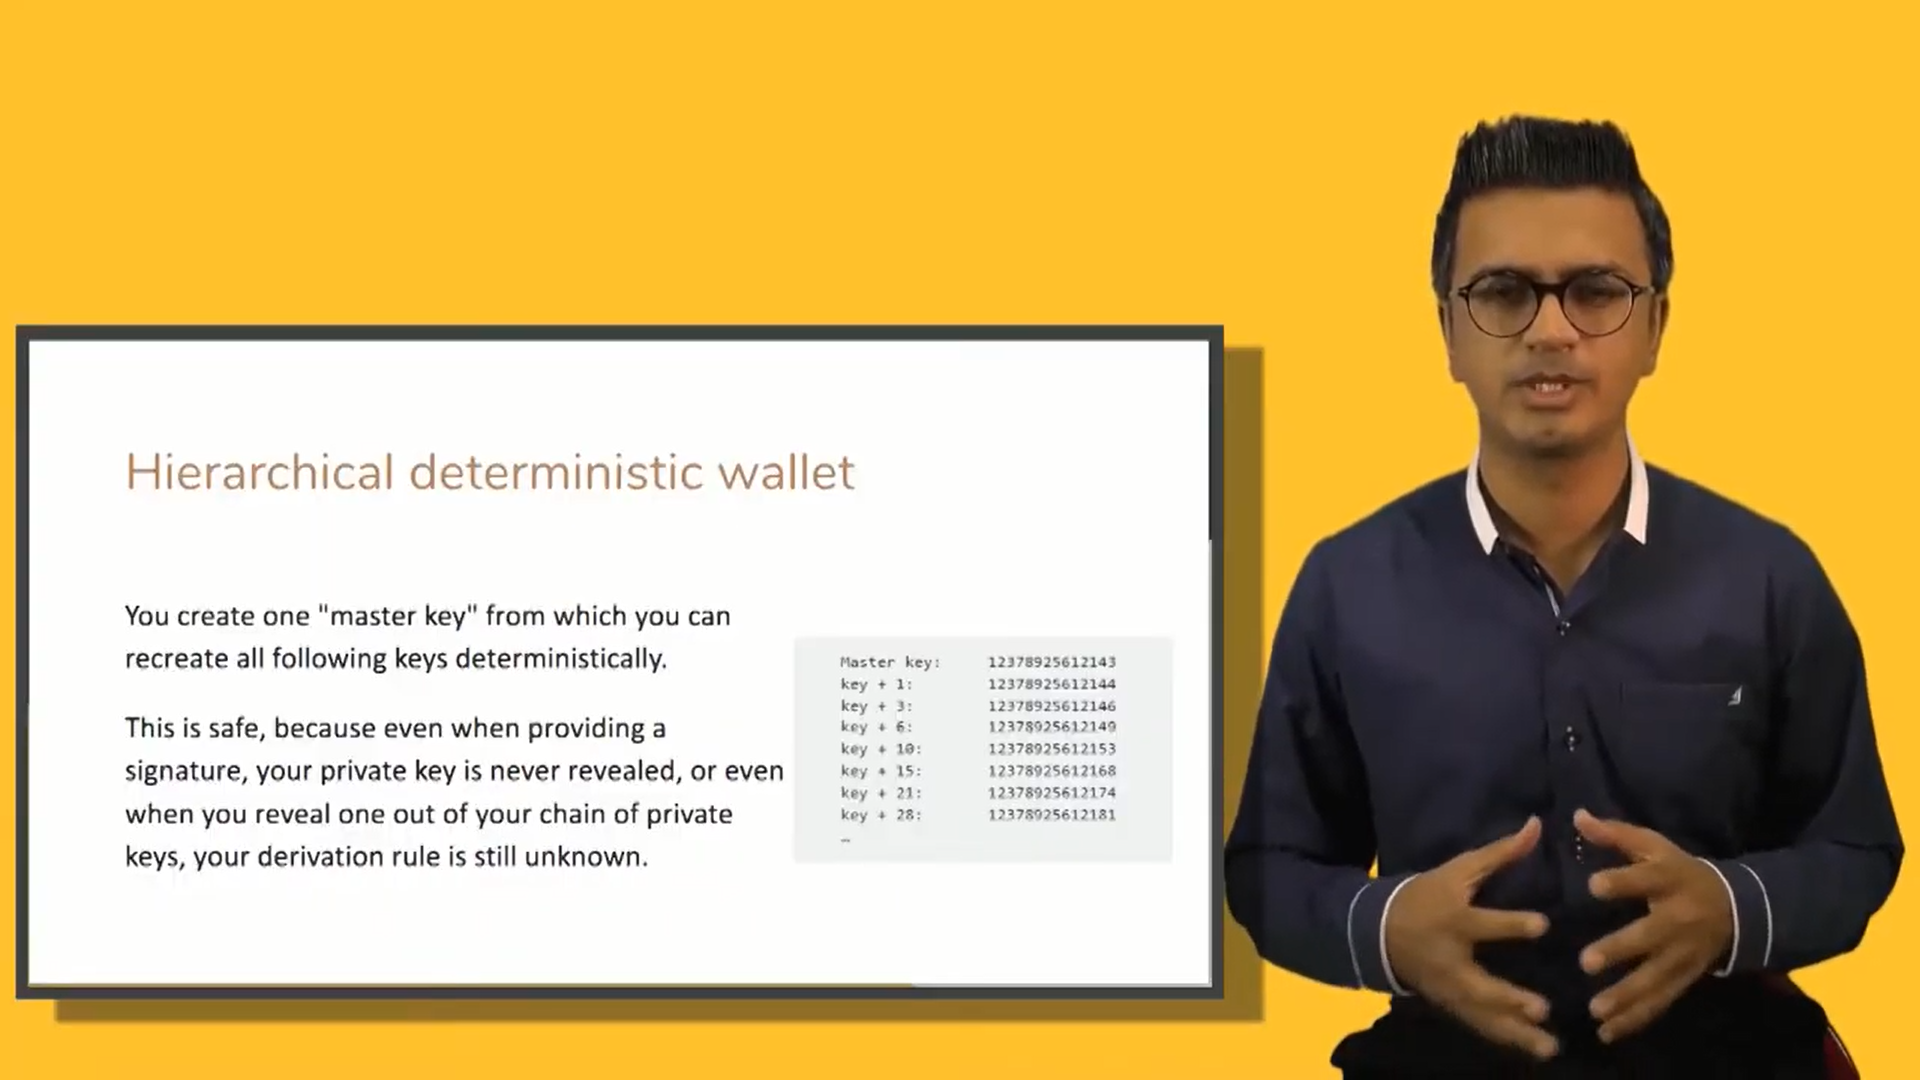 Hierarchical deterministic wallet
You create one "master key" from which you can
recreate all following keys deterministically.
This is safe, because even when providing a
signature, your private key is never revealed, or even
when you reveal one out of your chain of private
keys, your derivation rule is still unknown.
Master key: 12378925612143
key + 1: 12378925612144
key + 3: 12378925612146
key + 6: 12378925612149
key + 10: 12378925612153
key + 15: 12378925612168
key + 21: 12378925612174
key + 28: 12378925612181
…